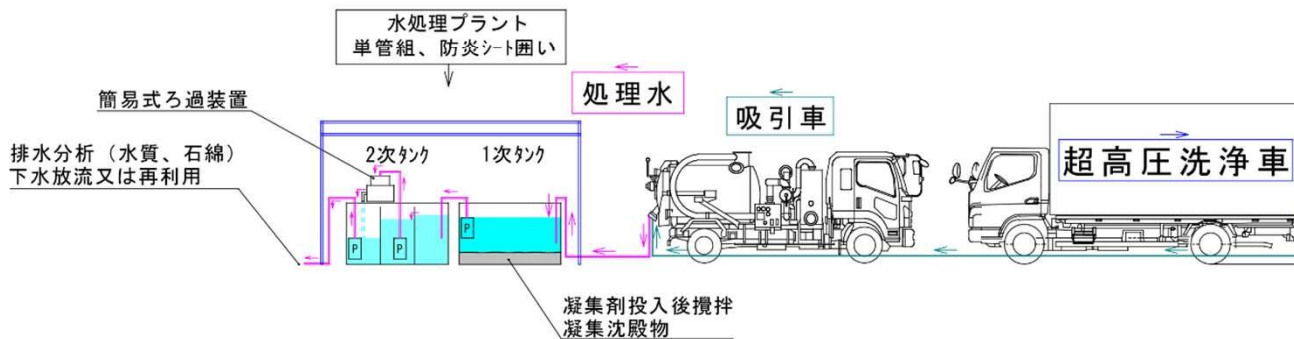 水処理プラント
単管組、防炎ｼｰﾄ囲い
処理水
吸引車
超高圧洗浄車
簡易式ろ過装置
排水分析（水質、石綿）
下水放流又は再利用
2次ﾀﾝｸ
1次ﾀﾝｸ
P
P
P
凝集剤投入後攪拌
凝集沈殿物